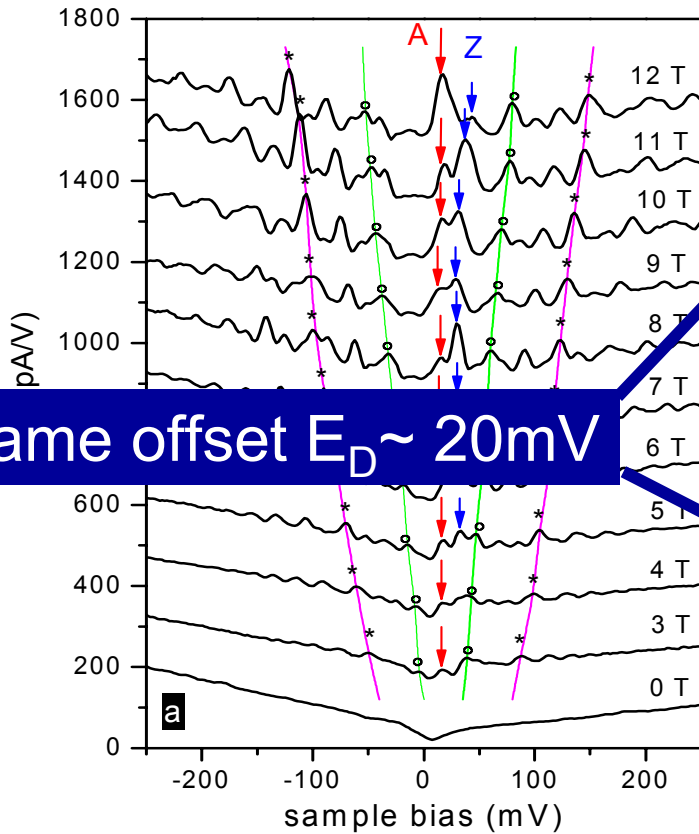 1800
1600
1400
1200
1000
600
400
200
0
pA/V)
A
Z
12 T
11 T
10 T
9 T
8 T
7 T
ame offset E_D~ 20mV
6 T
5 T
4 T
3 T
0 T
a
-200 -100 0 100 200
sample bias (mV)